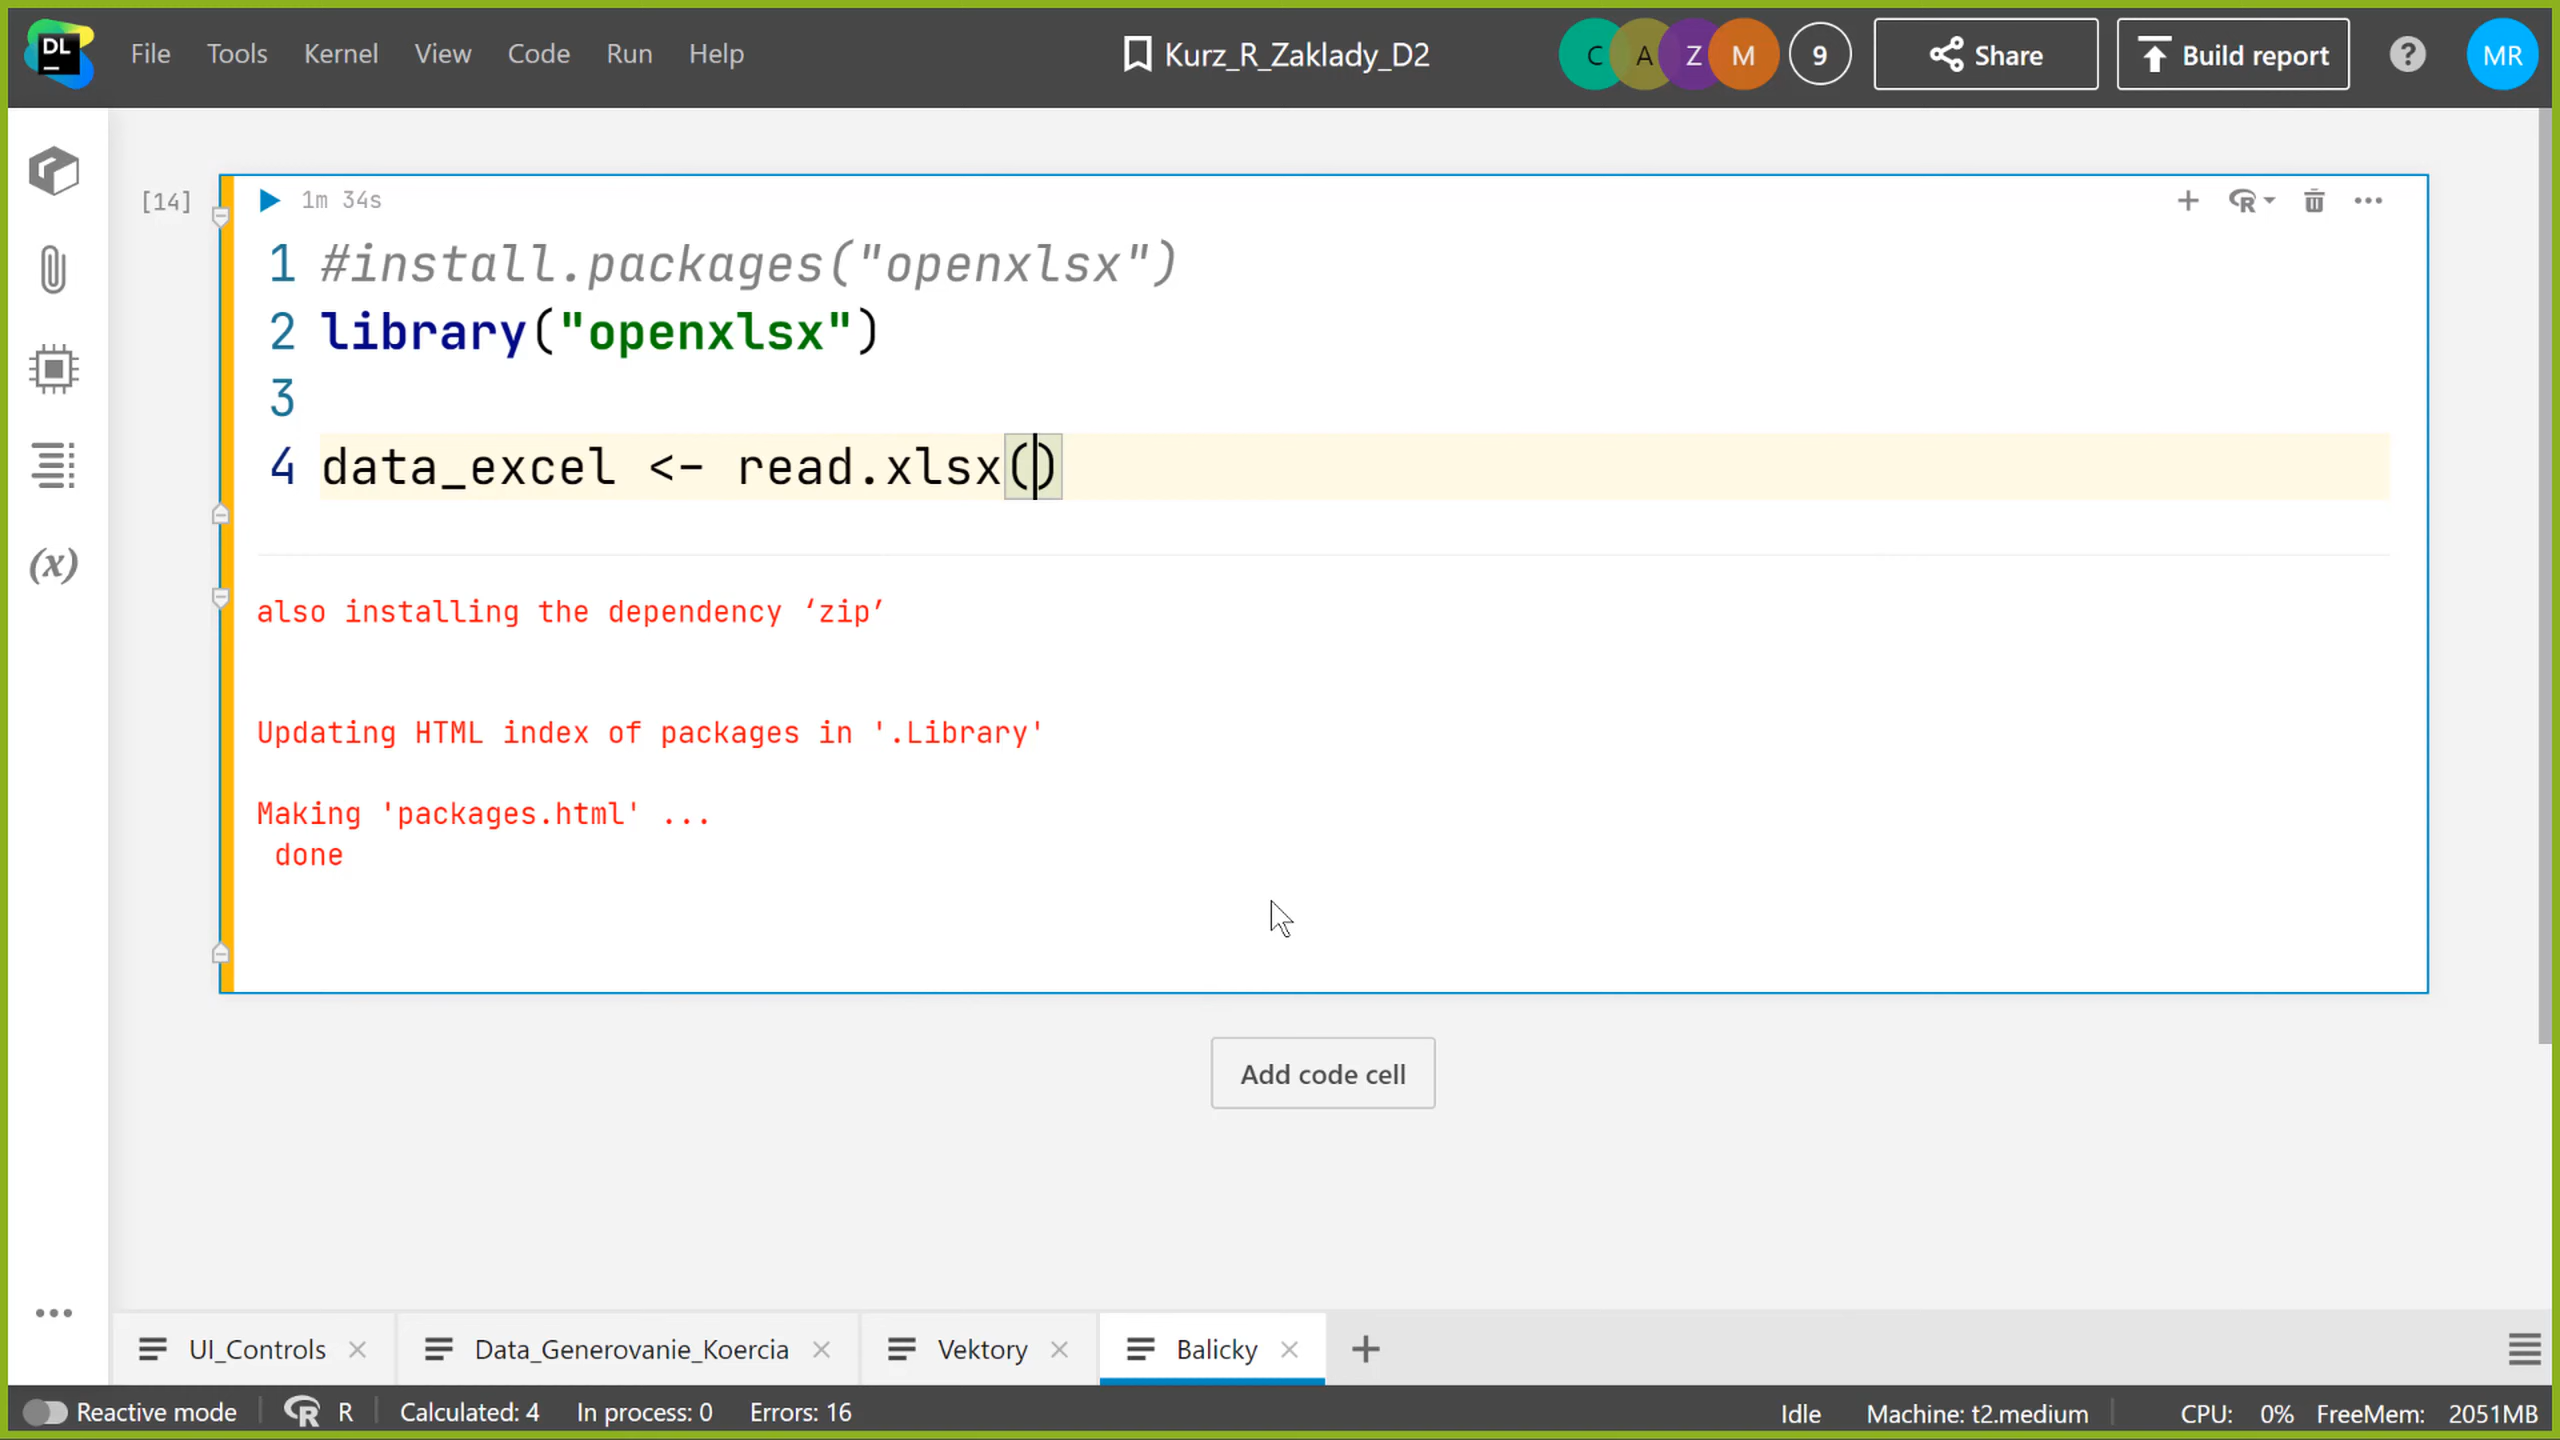 DL
File Tools Kernel View Code Run Help
Kurz_R_Zaklady_D2
C A Z M 9
Share
Build report
?
MR
[14]
1m 34s
R
1 #install.packages("openxlsx")
2 library("openxlsx")
3
4 data_excel <- read.xlsx()
(x)
also installing the dependency ‘zip’
Updating HTML index of packages in '.Library'
Making 'packages.html' ...
done
Add code cell
UI_Controls
Data_Generovanie_Koercia
Vektory
Balicky
Reactive mode R R Calculated: 4 In process: 0 Errors: 16 Idle Machine: t2.medium CPU: 0% FreeMem: 2051MB